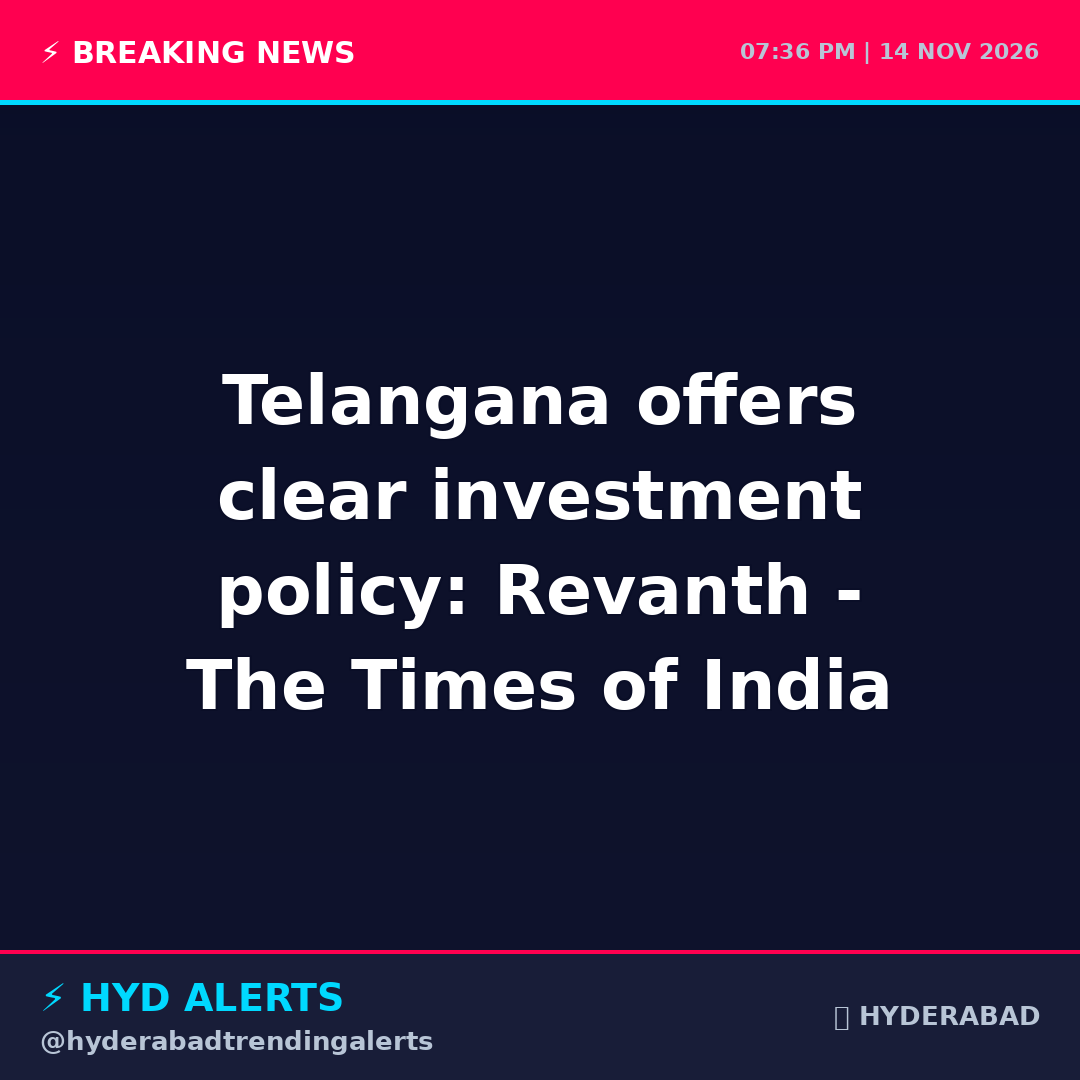 ⚡ BREAKING NEWS
07:36 PM | 14 NOV 2026
Telangana offers
clear investment
policy: Revanth -
The Times of India
⚡ HYD ALERTS
@hyderabadtrendingalerts
HYDERABAD